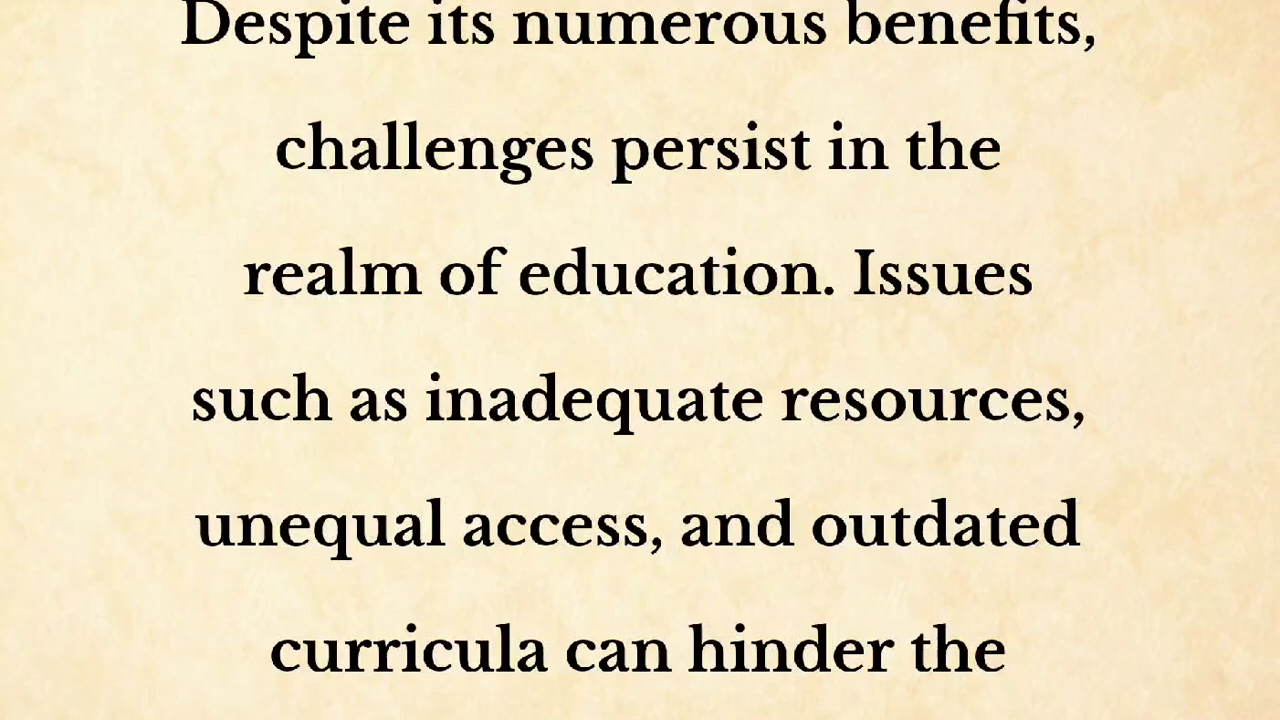 Despite its numerous benefits,
challenges persist in the
realm of education. Issues
such as inadequate resources,
unequal access, and outdated
curricula can hinder the